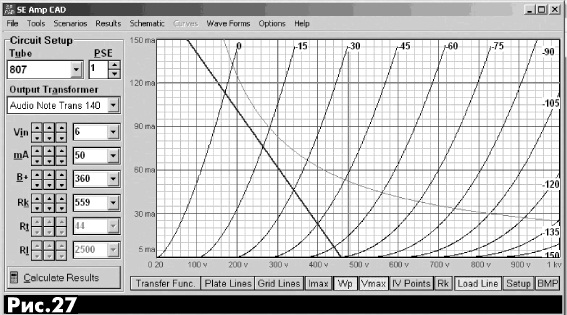 SE Amp CAD
File Tools Scenarios Results Schematic Curves Wave Forms Options Help
Circuit Setup
Tube PSE
807 1
Output Transformer
Audio Note Trans 140
Vin 6
mA 50
B+ 360
Rk 559
Rt 44
Rl 2500
Calculate Results
150 ma
120 ma
90 ma
60 ma
30 ma
5 ma
0 -15 -30 -45 -60 -75 -90
-105
-120
-135
-150
0 20 100 v 200 v 300 v 400 v 500 v 600 v 700 v 800 v 900 v 1 kv
Transfer Func. Plate Lines Grid Lines Imax Wp Vmax IV Points Rk Load Line Setup BMP
Рис.27